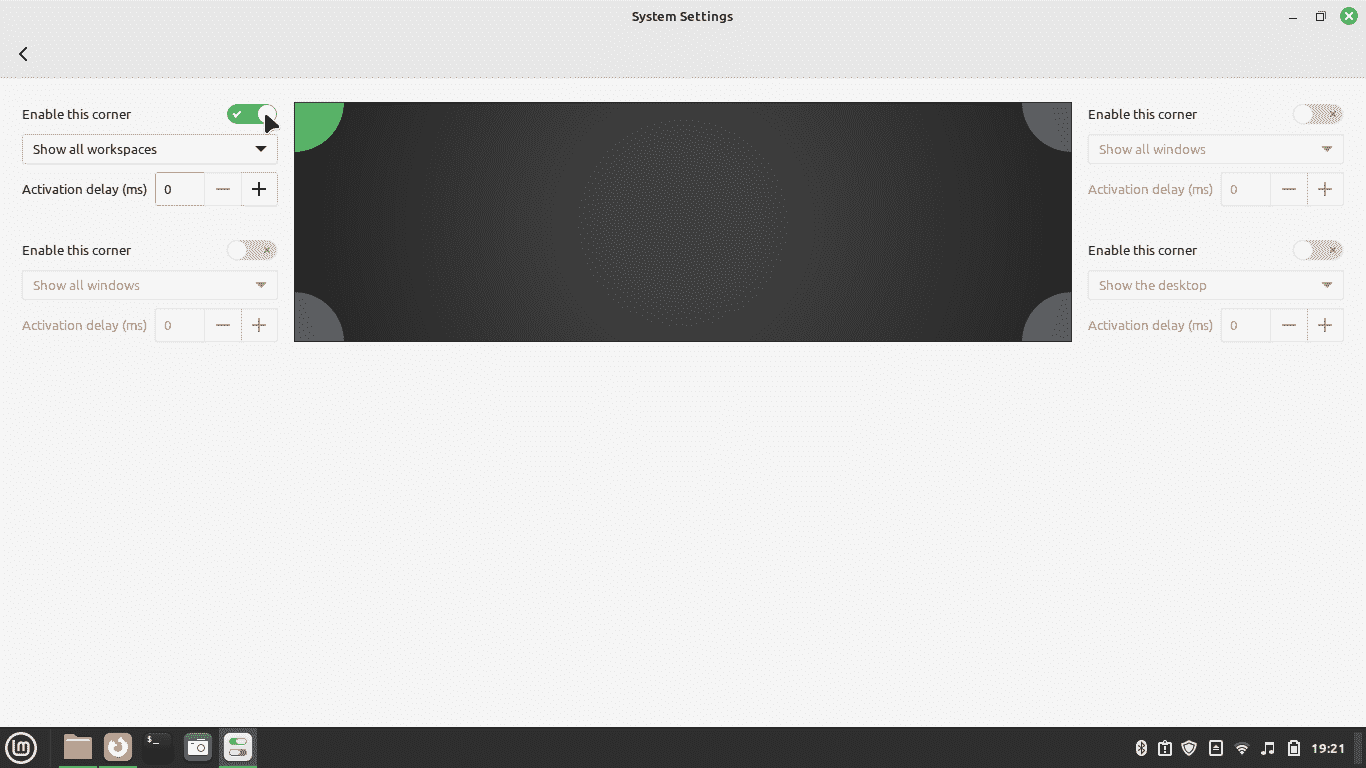 System Settings
Enable this corner
Show all workspaces
Activation delay (ms) 0
Enable this corner
Show all windows
Activation delay (ms) 0
Enable this corner
Show all windows
Activation delay (ms) 0
Enable this corner
Show the desktop
Activation delay (ms) 0
$_
lm
19:21